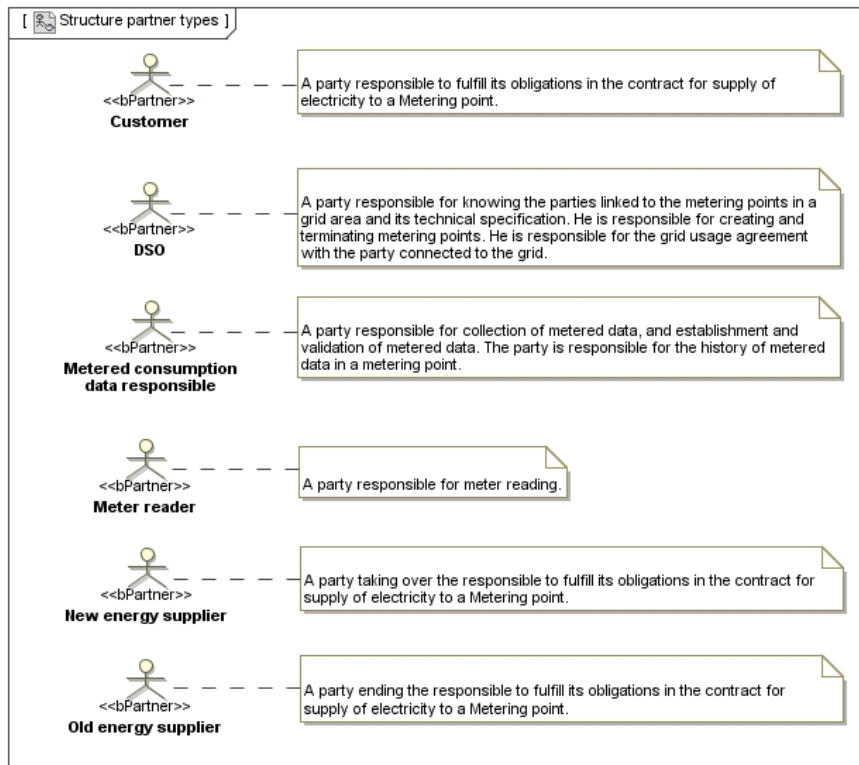 [ Structure partner types ]
A party responsible to fulfill its obligations in the contract for supply of
electricity to a Metering point.
<<bPartner>>
Customer
A party responsible for knowing the parties linked to the metering points in a
grid area and its technical specification. He is responsible for creating and
terminating metering points. He is responsible for the grid usage agreement
with the party connected to the grid.
<<bPartner>>
DSO
A party responsible for collection of metered data, and establishment and
validation of metered data. The party is responsible for the history of metered
data in a metering point.
<<bPartner>>
Metered consumption
data responsible
A party responsible for meter reading.
<<bPartner>>
Meter reader
A party taking over the responsible to fulfill its obligations in the contract for
supply of electricity to a Metering point.
<<bPartner>>
New energy supplier
A party ending the responsible to fulfill its obligations in the contract for
supply of electricity to a Metering point.
<<bPartner>>
Old energy supplier